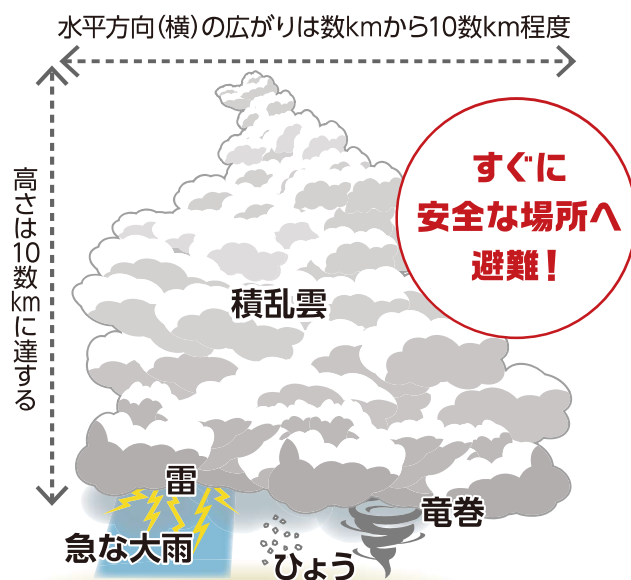 水平方向(横)の広がりは数kmから10数km程度
高さは10数kmに達する
すぐに
安全な場所へ
避難!
積乱雲
雷
竜巻
急な大雨
ひょう